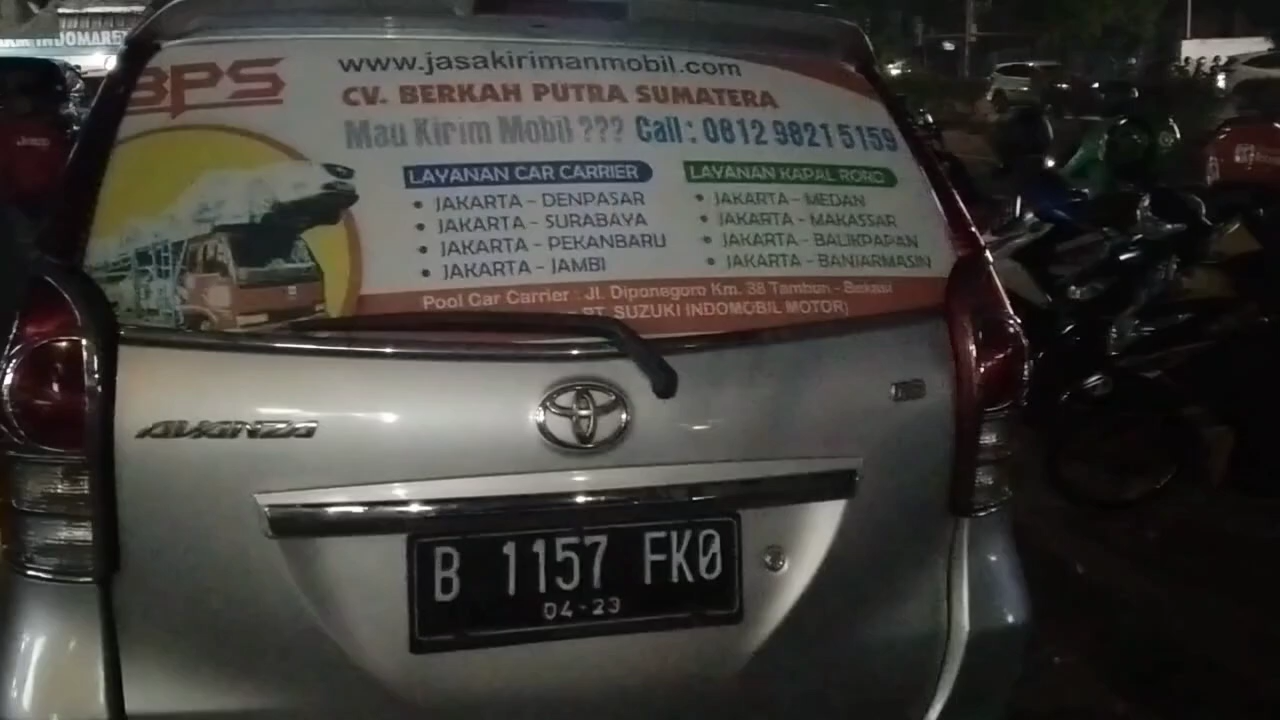 INDOMARET
BPS
www.jasakirimanmobil.com
CV. BERKAH PUTRA SUMATERA
Mau Kirim Mobil ??? Call : 0812 9821 5159
LAYANAN CAR CARRIER
• JAKARTA - DENPASAR
• JAKARTA - SURABAYA
• JAKARTA - PEKANBARU
• JAKARTA - JAMBI
LAYANAN KAPAL RORO
• JAKARTA - MEDAN
• JAKARTA - MAKASSAR
• JAKARTA - BALIKPAPAN
• JAKARTA - BANJARMASIN
Pool Car Carrier : Jl. Diponegoro Km. 38 Tambun - Bekasi
PT. SUZUKI INDOMOBIL MOTOR)
AVANZA
B 1157 FKO
04-23